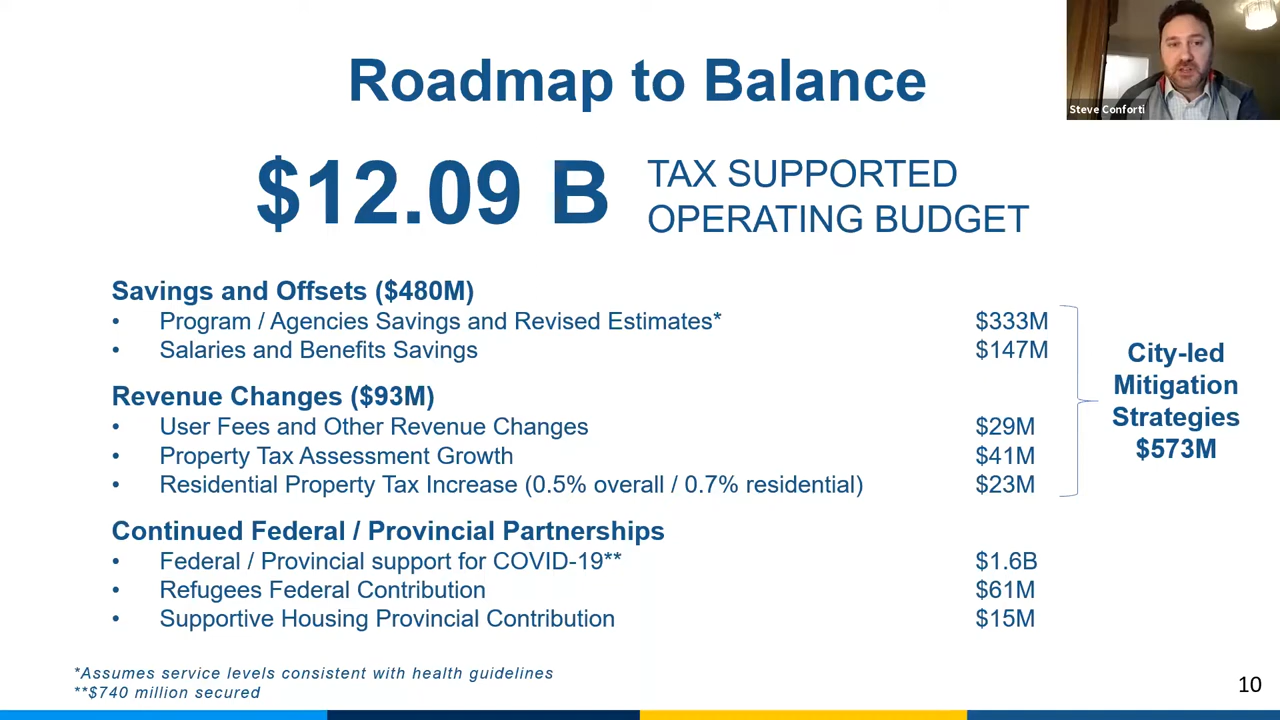 Roadmap to Balance
Steve Conforti
$12.09 B
TAX SUPPORTED
OPERATING BUDGET
Savings and Offsets ($480M)
• Program / Agencies Savings and Revised Estimates* $333M
• Salaries and Benefits Savings $147M
Revenue Changes ($93M)
• User Fees and Other Revenue Changes $29M
• Property Tax Assessment Growth $41M
• Residential Property Tax Increase (0.5% overall / 0.7% residential) $23M
City-led
Mitigation
Strategies
$573M
Continued Federal / Provincial Partnerships
• Federal / Provincial support for COVID-19** $1.6B
• Refugees Federal Contribution $61M
• Supportive Housing Provincial Contribution $15M
*Assumes service levels consistent with health guidelines
**$740 million secured
10